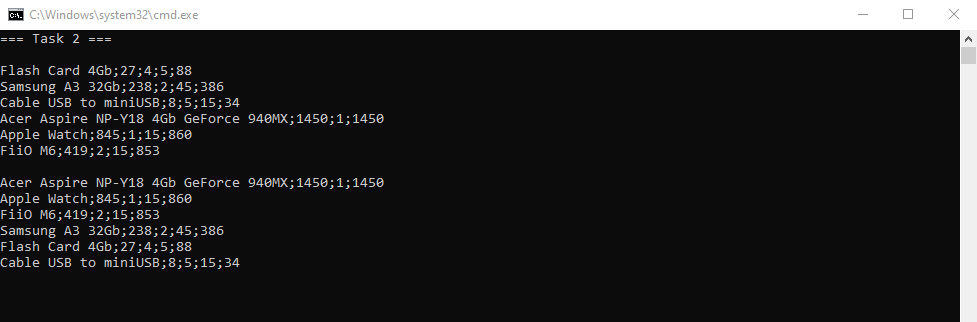 C:\Windows\system32\cmd.exe
=== Task 2 ===
Flash Card 4Gb;27;4;5;88
Samsung A3 32Gb;238;2;45;386
Cable USB to miniUSB;8;5;15;34
Acer Aspire NP-Y18 4Gb GeForce 940MX;1450;1;1450
Apple Watch;845;1;15;860
FiiO M6;419;2;15;853
Acer Aspire NP-Y18 4Gb GeForce 940MX;1450;1;1450
Apple Watch;845;1;15;860
FiiO M6;419;2;15;853
Samsung A3 32Gb;238;2;45;386
Flash Card 4Gb;27;4;5;88
Cable USB to miniUSB;8;5;15;34